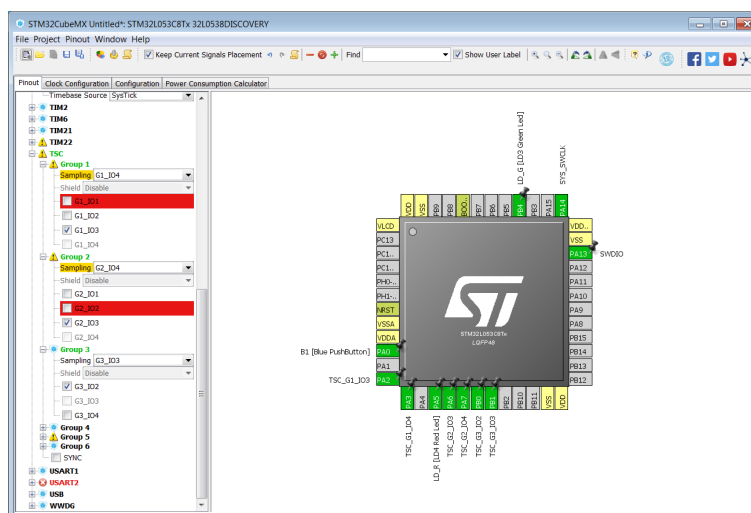 STM32CubeMX Untitled*: STM32L053C8Tx 32L0538DISCOVERY
File Project Pinout Window Help
Keep Current Signals Placement Find Show User Label
Pinout Clock Configuration Configuration Power Consumption Calculator
Timebase Source SysTick
TIM2
TIM6
TIM21
TIM22
TSC
Group 1
Sampling G1_IO4
Shield Disable
G1_IO1
G1_IO2
G1_IO3
G1_IO4
Group 2
Sampling G2_IO4
Shield Disable
G2_IO1
G2_IO2
G2_IO3
G2_IO4
Group 3
Sampling G3_IO3
Shield Disable
G3_IO2
G3_IO3
G3_IO4
Group 4
Group 5
Group 6
SYNC
USART1
USART2
USB
WWDG
LD_G [LD3 Green Led]
SYS_SWCLK
VDD VSS PB9 PB8 BOO.. PB7 PB6 PB5 PB4 PB3 PA15 PA14
VLCD
PC13
PC1..
PC1..
PH0-..
PH1-..
NRST
VSSA
VDDA
B1 [Blue PushButton] PA0
PA1
TSC_G1_IO3 PA2
ST
STM32L053C8Tx
LQFP48
VDD..
VSS
PA13 SWDIO
PA12
PA11
PA10
PA9
PA8
PB15
PB14
PB13
PB12
PA3 PA4 PA5 PA6 PA7 PB0 PB1 PB2 PB10 PB11 VSS VDD
TSC_G1_IO4
LD_R [LD4 Red Led]
TSC_G2_IO3
TSC_G2_IO4
TSC_G3_IO2
TSC_G3_IO3